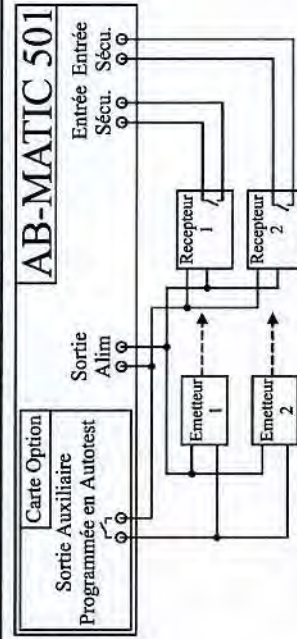 AB-MATIC 501
Carte Option
Sortie Auxiliaire
Programmée en Autotest
Sortie
Alim
Entrée
Sécu.
Entrée
Sécu.
Emetteur
1
Recepteur
1
Emetteur
2
Recepteur
2